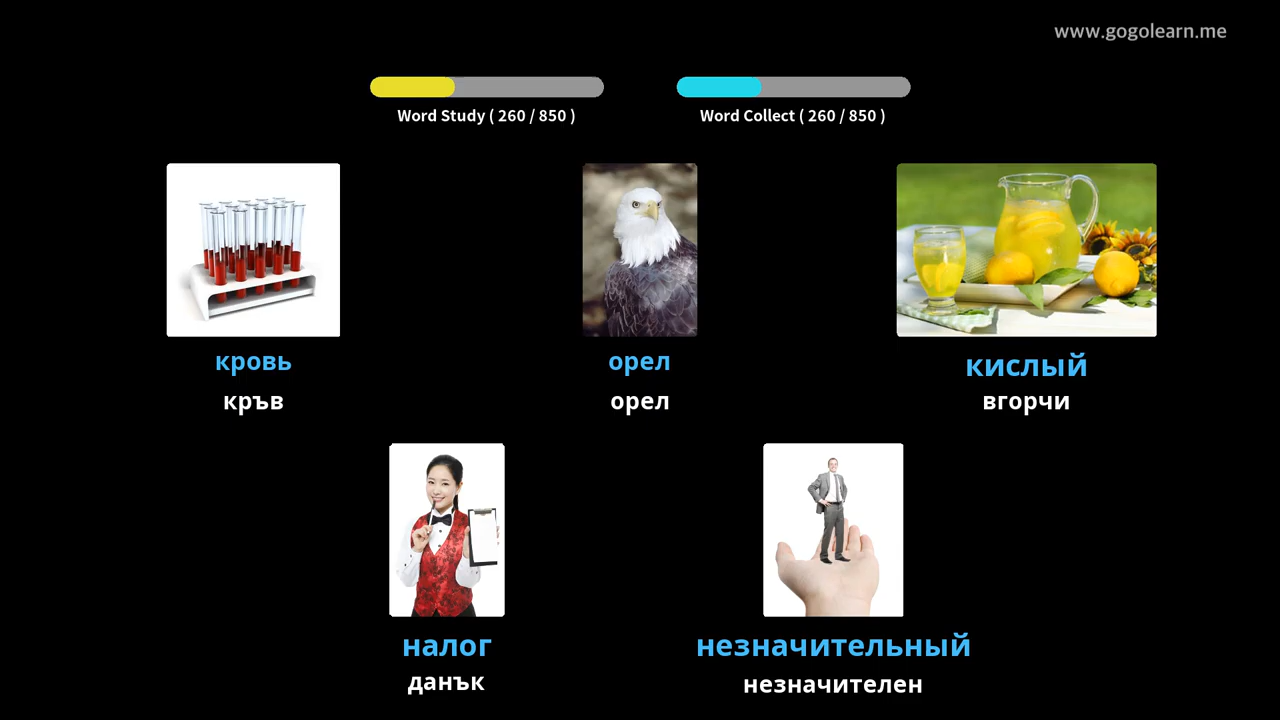 www.gogolearn.me
Word Study ( 260 / 850 )
Word Collect ( 260 / 850 )
кровь
кръв
орел
орел
кислый
вгорчи
налог
данък
незначительный
незначителен